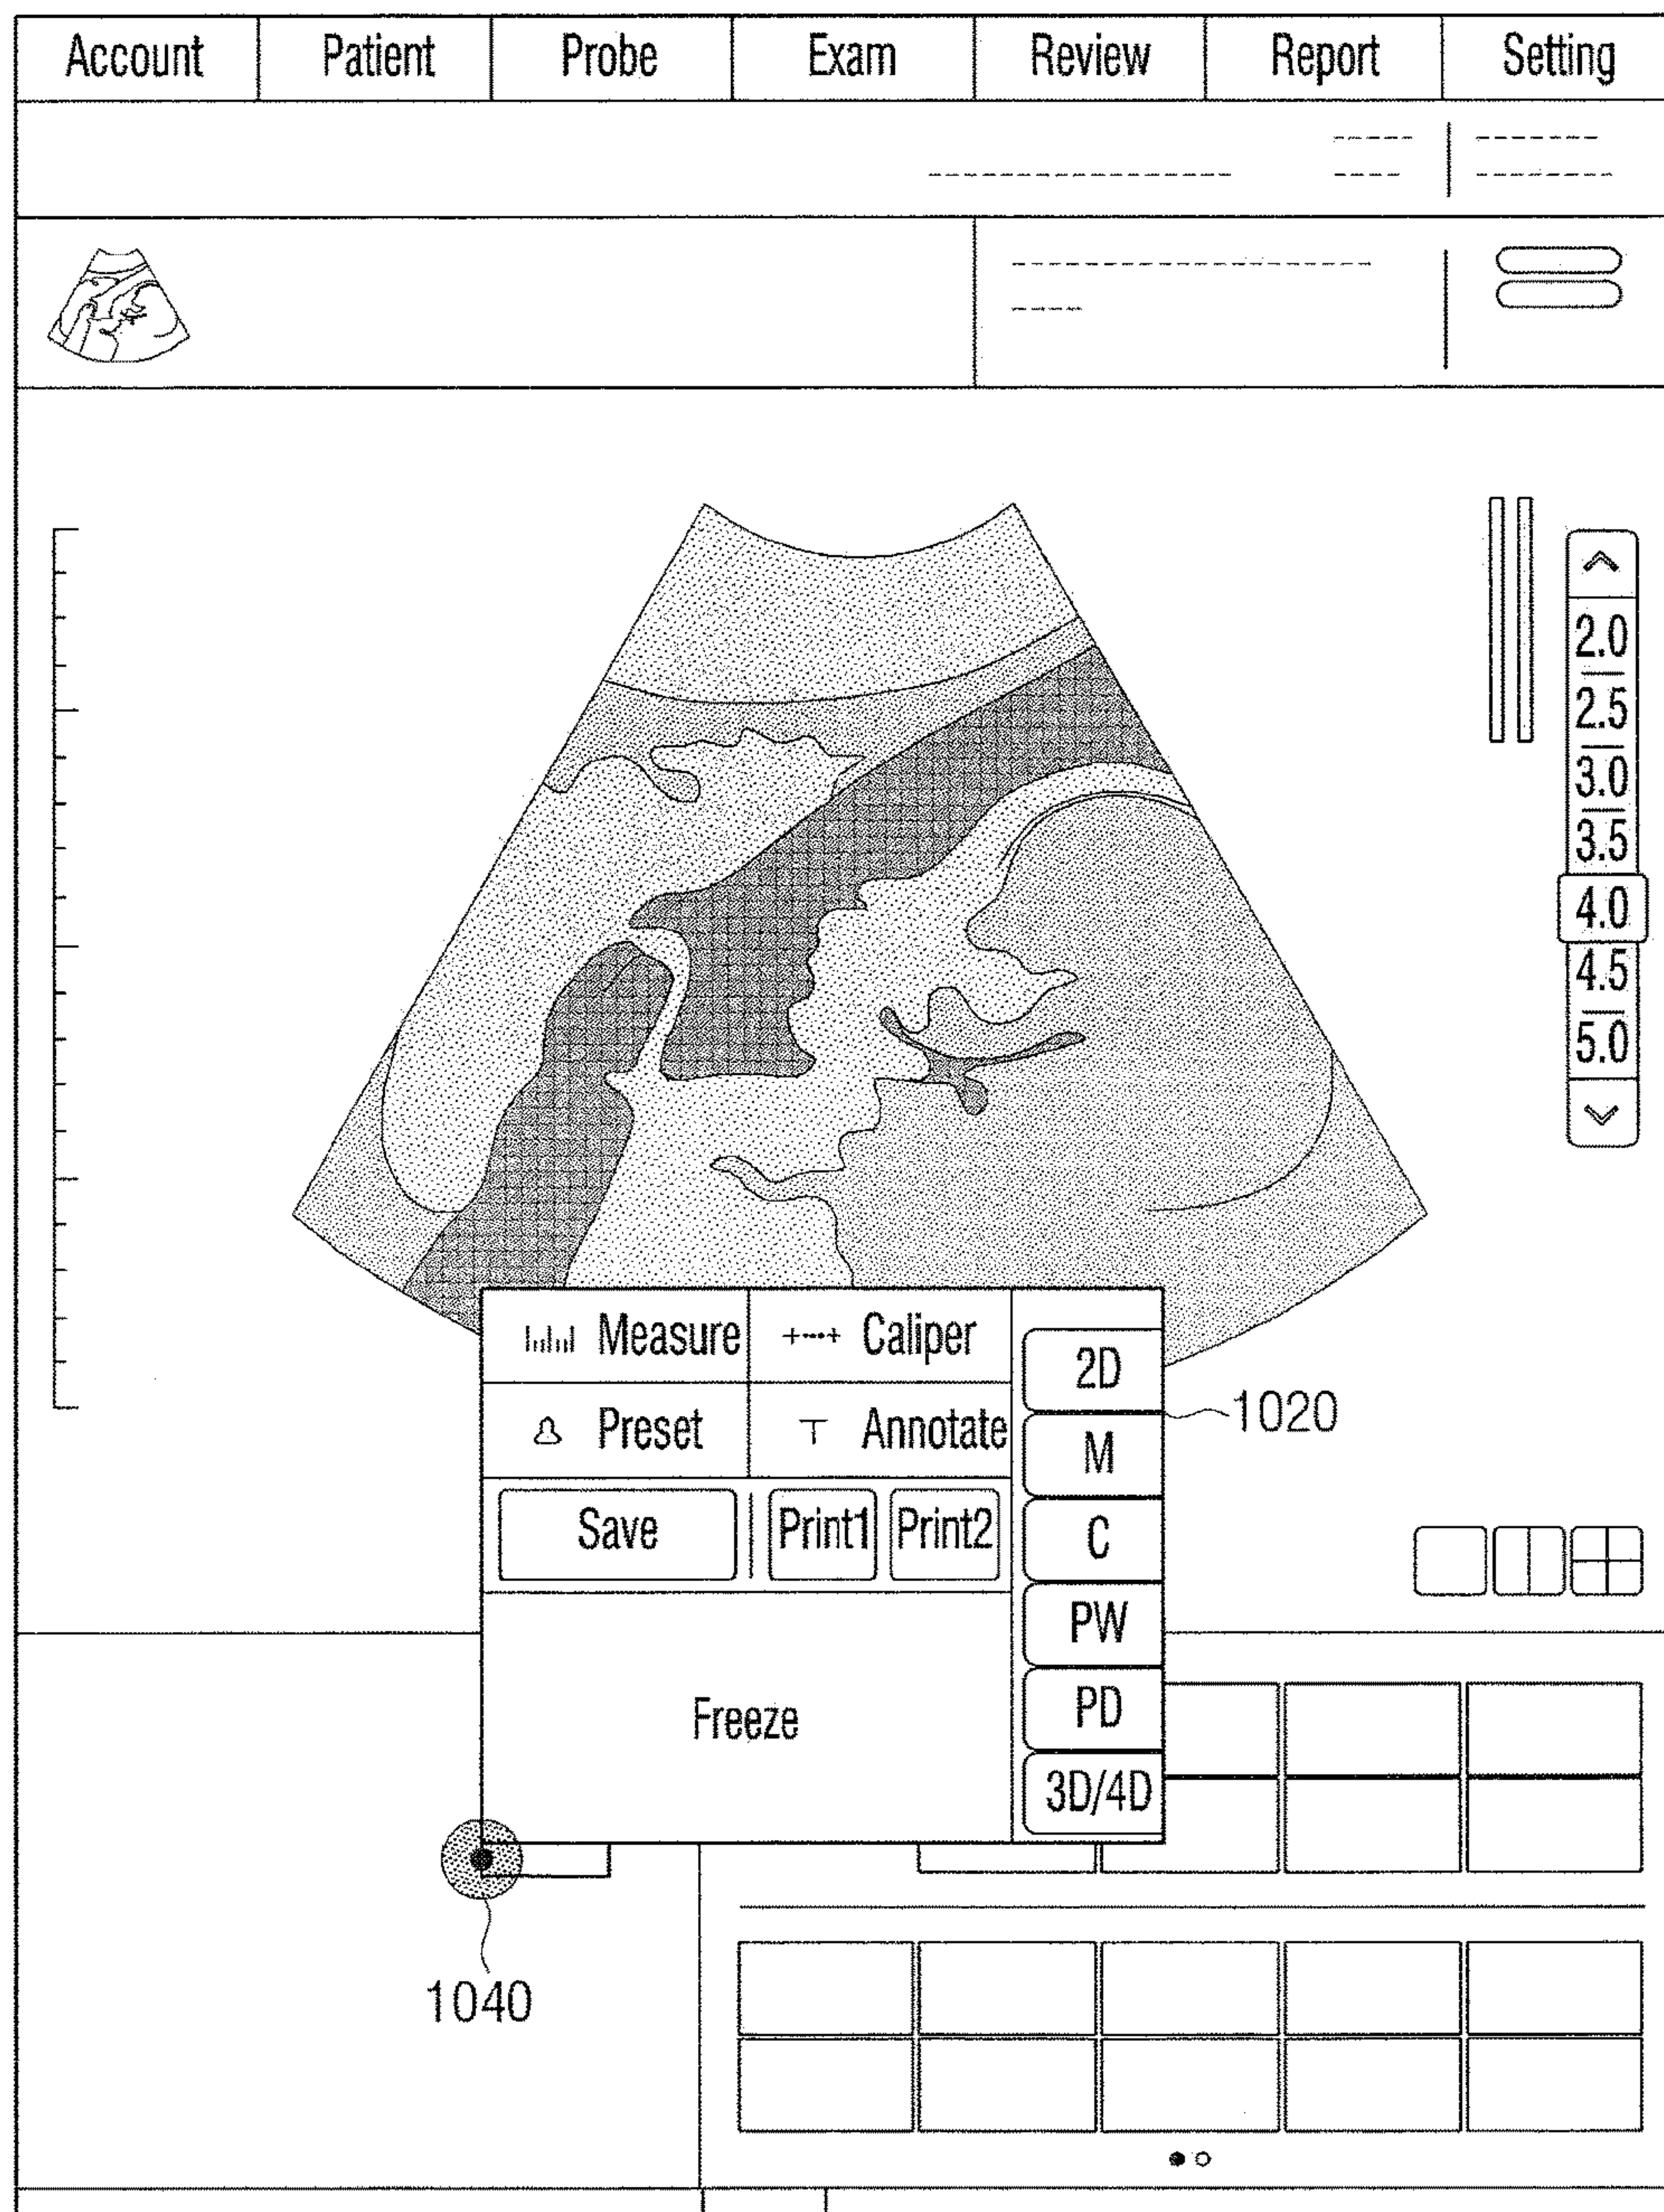 Account Patient Probe Exam Review Report Setting
2.0
2.5
3.0
3.5
4.0
4.5
5.0
Measure Caliper
Preset Annotate
Save Print1 Print2
Freeze
2D
M
C
PW
PD
3D/4D
1020
1040